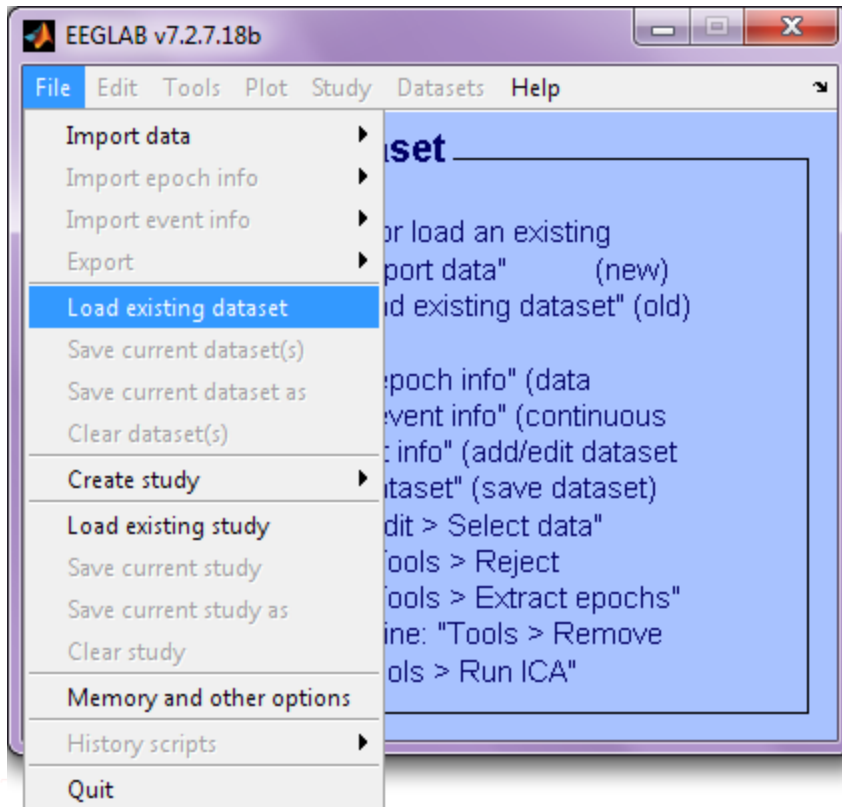 EEGLAB v7.2.7.18b
File Edit Tools Plot Study Datasets Help
Import data
Import epoch info
Import event info
Export
Load existing dataset
Save current dataset(s)
Save current dataset as
Clear dataset(s)
Create study
Load existing study
Save current study
Save current study as
Clear study
Memory and other options
History scripts
Quit
set
or load an existing
port data" (new)
d existing dataset" (old)
epoch info" (data
event info" (continuous
info" (add/edit dataset
taset" (save dataset)
dit > Select data"
ools > Reject
ools > Extract epochs"
ine: "Tools > Remove
ols > Run ICA"